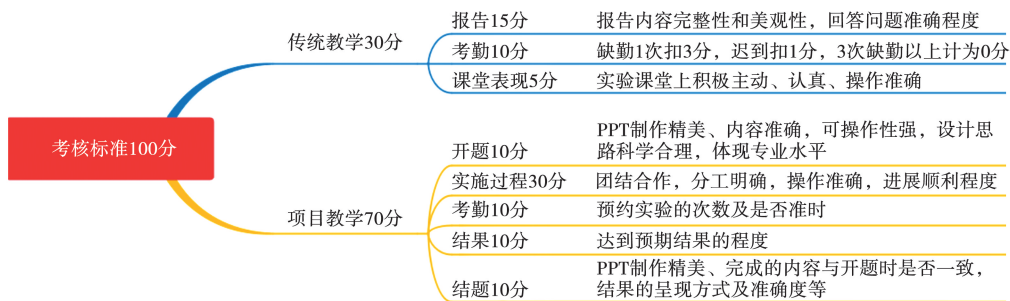 考核标准100分
传统教学30分
报告15分 报告内容完整性和美观性，回答问题准确程度
考勤10分 缺勤1次扣3分，迟到扣1分，3次缺勤以上计为0分
课堂表现5分 实验课堂上积极主动、认真、操作准确
项目教学70分
开题10分 PPT制作精美、内容准确，可操作性强，设计思
路科学合理，体现专业水平
实施过程30分 团结合作，分工明确，操作准确，进展顺利程度
考勤10分 预约实验的次数及是否准时
结果10分 达到预期结果的程度
结题10分 PPT制作精美、完成的内容与开题时是否一致，
结果的呈现方式及准确度等